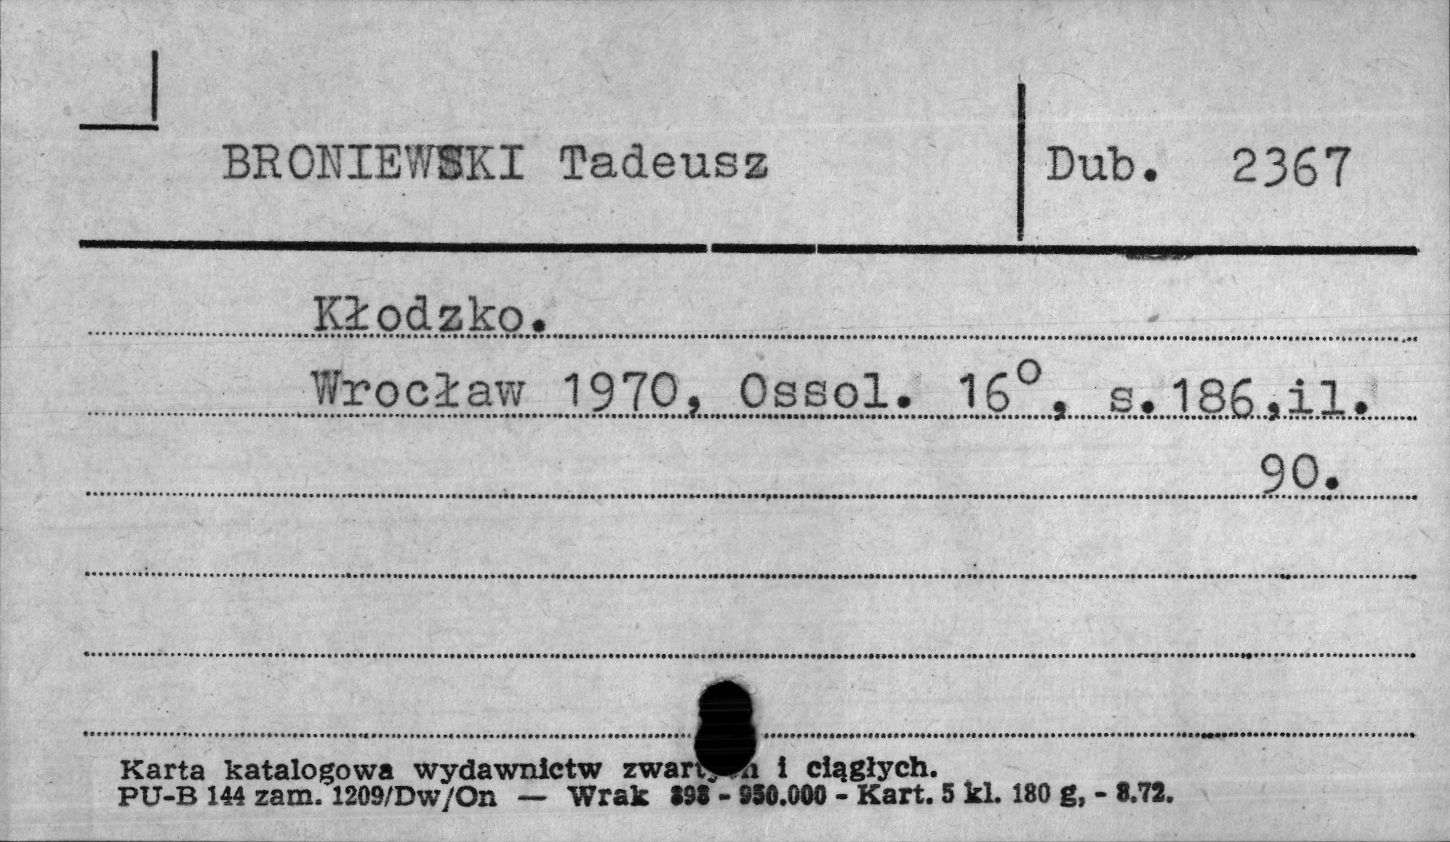 BRONIEWSKI Tadeusz
Dub. 2367
Kłodzko.
Wrocław 1970, Ossol. 16°, s.186,il.
90.
Karta katalogowa wydawnictw i ciągłych.
PU-B 144 zam. 1209/Dw/On — Wrak - 950.000 - Kart. 5 kl. 180 g, - 8.72.